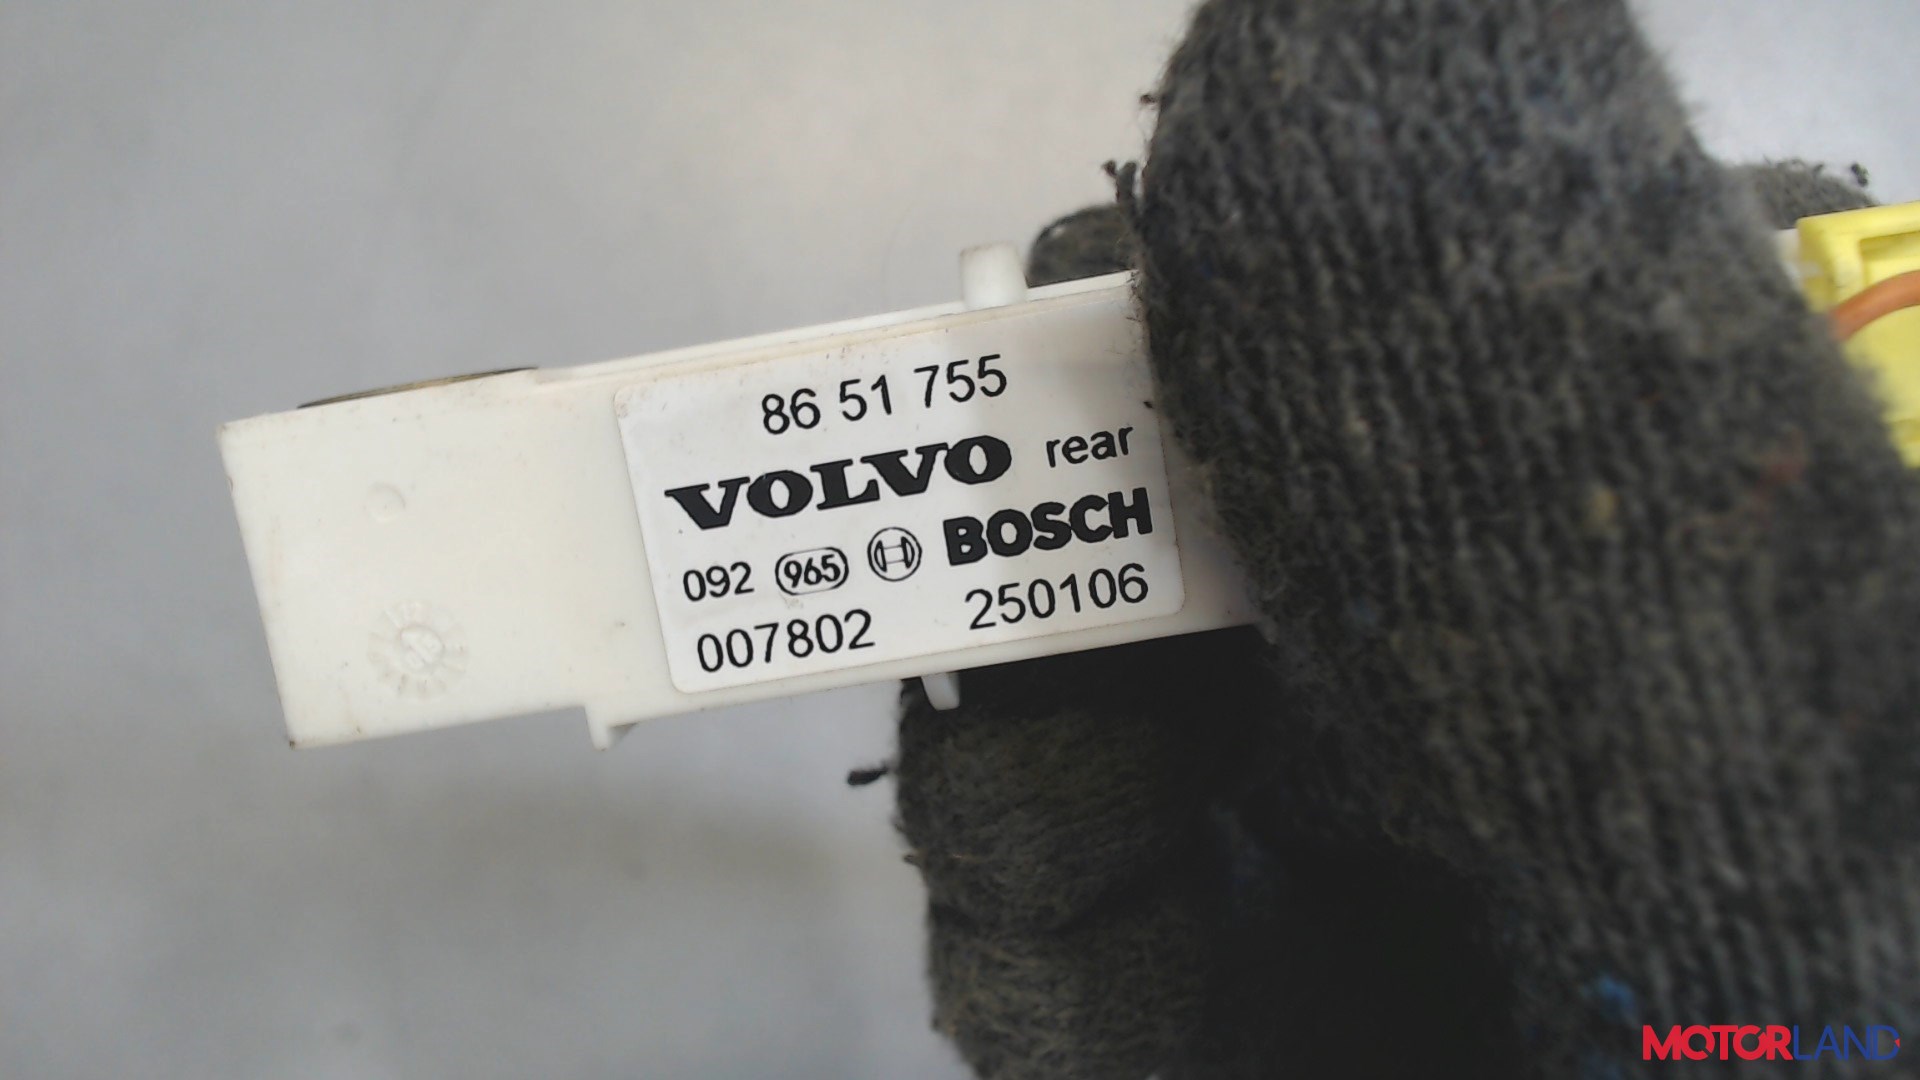 86 51 755
VOLVO rear
092 965 BOSCH
007802 250106
MOTORLAND